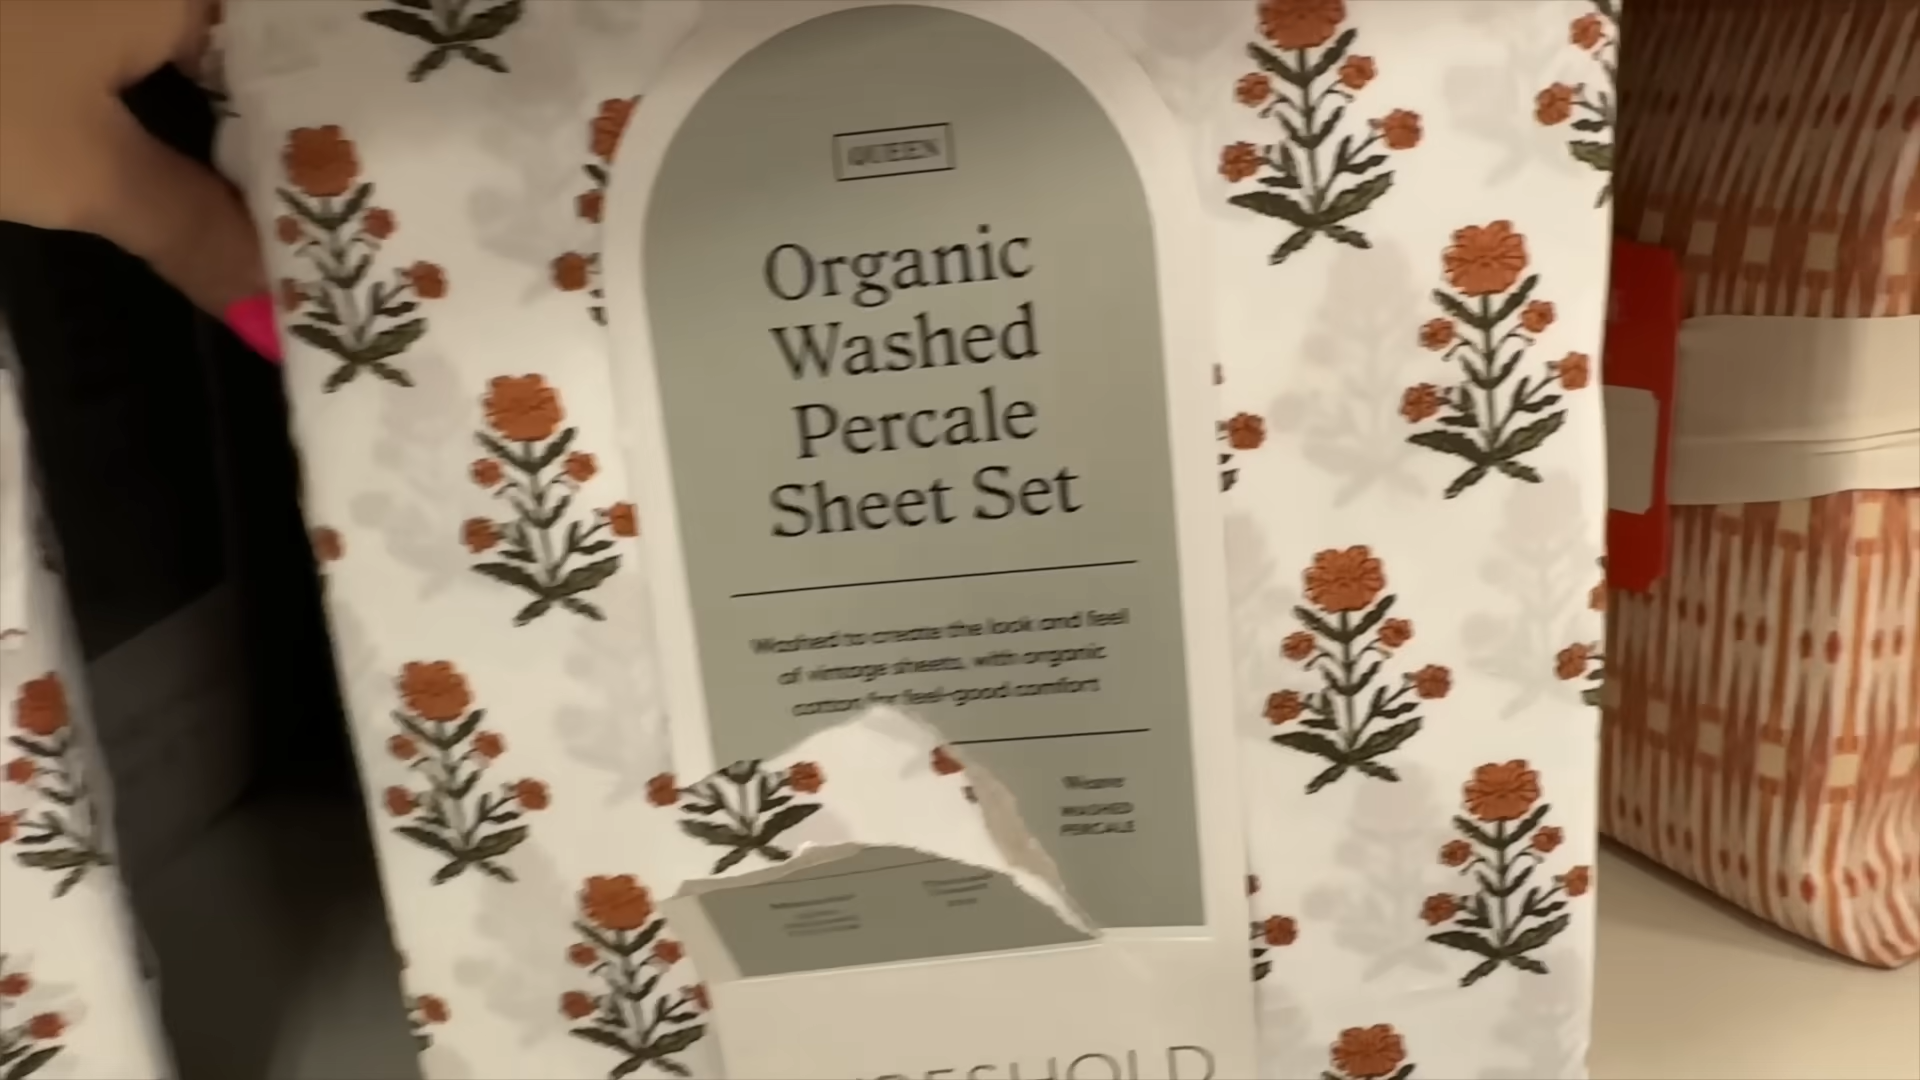 QUEEN
Organic
Washed
Percale
Sheet Set
Washed to create the look and feel
of vintage sheets, with organic
cotton for feel-good comfort
Weave
WASHED
PERCALE